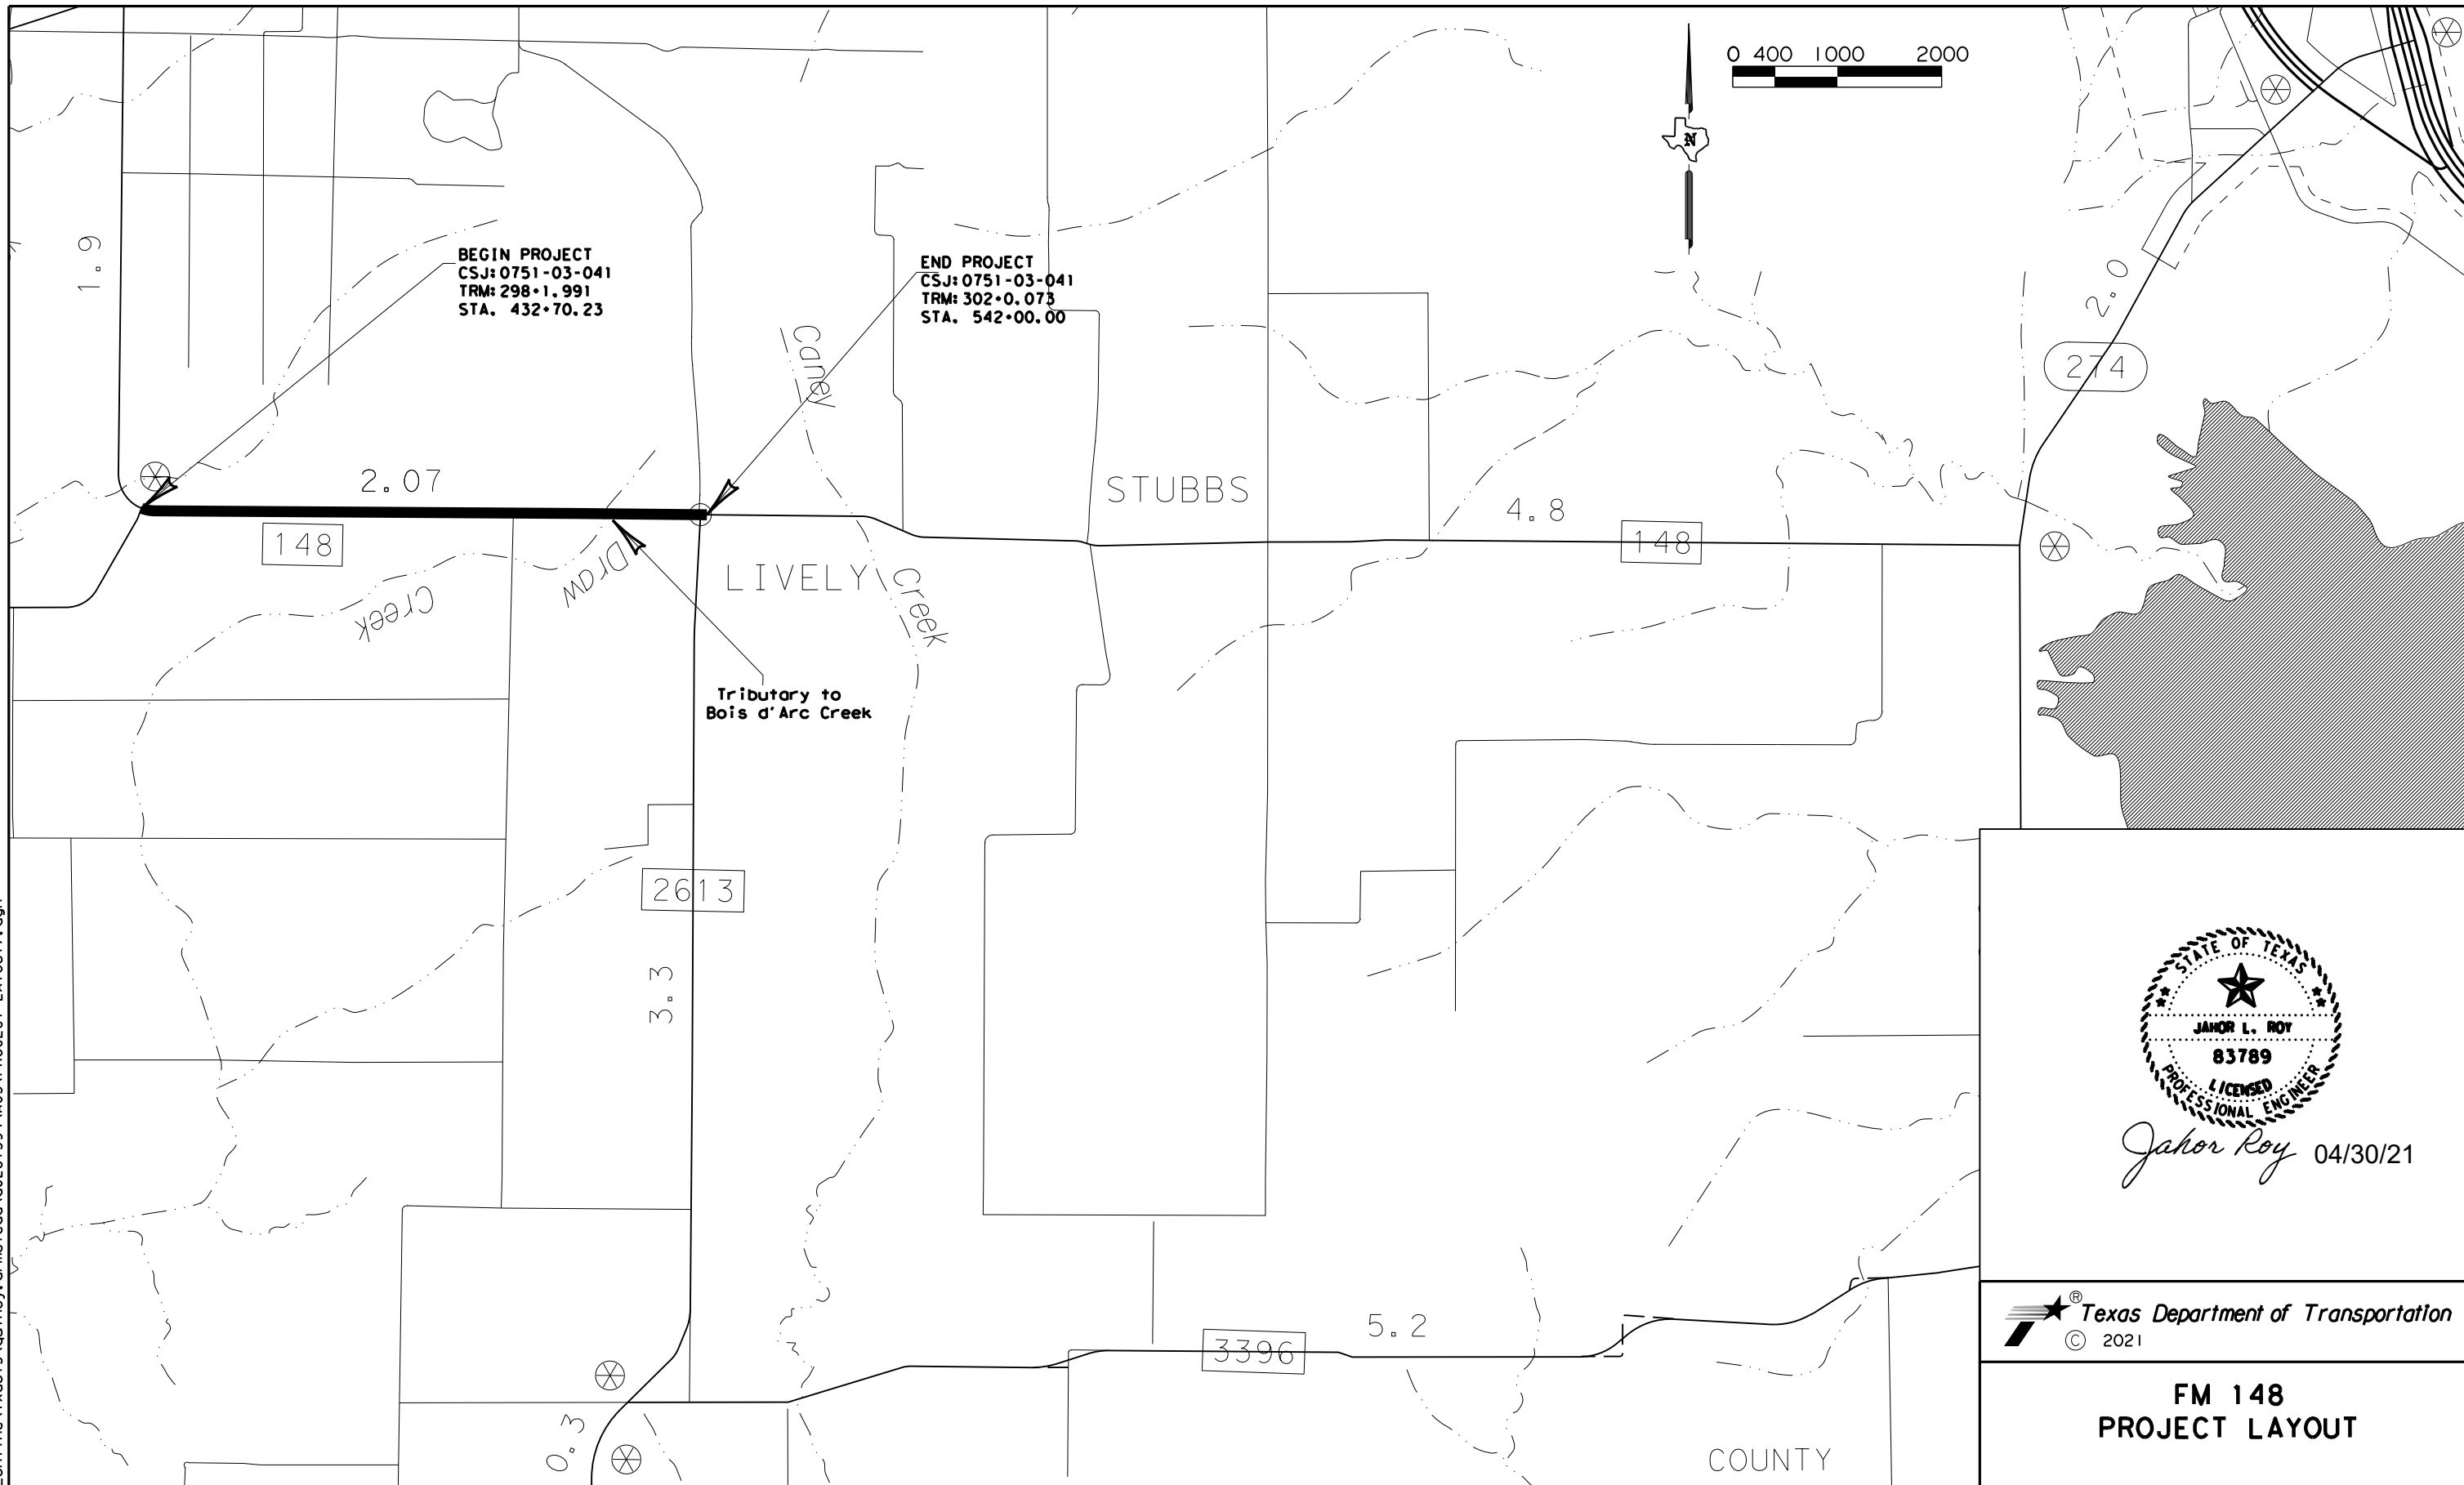 0 400 1000 2000
N
1.9
BEGIN PROJECT
CSJ:0751-03-041
TRM:298+1.991
STA. 432+70.23
END PROJECT
CSJ:0751-03-041
TRM:302+0.073
STA. 542+00.00
2.0
274
Caney
Creek
2.07
STUBBS
4.8
148
148
Draw
Creek
LIVELY
Tributary to
Bois d'Arc Creek
2613
3.3
STATE OF TEXAS
JAHOR L. ROY
83789
LICENSED
PROFESSIONAL ENGINEER
Jahor Roy 04/30/21
5.2
3396
0.3
COUNTY
® Texas Department of Transportation
© 2021
FM 148
PROJECT LAYOUT